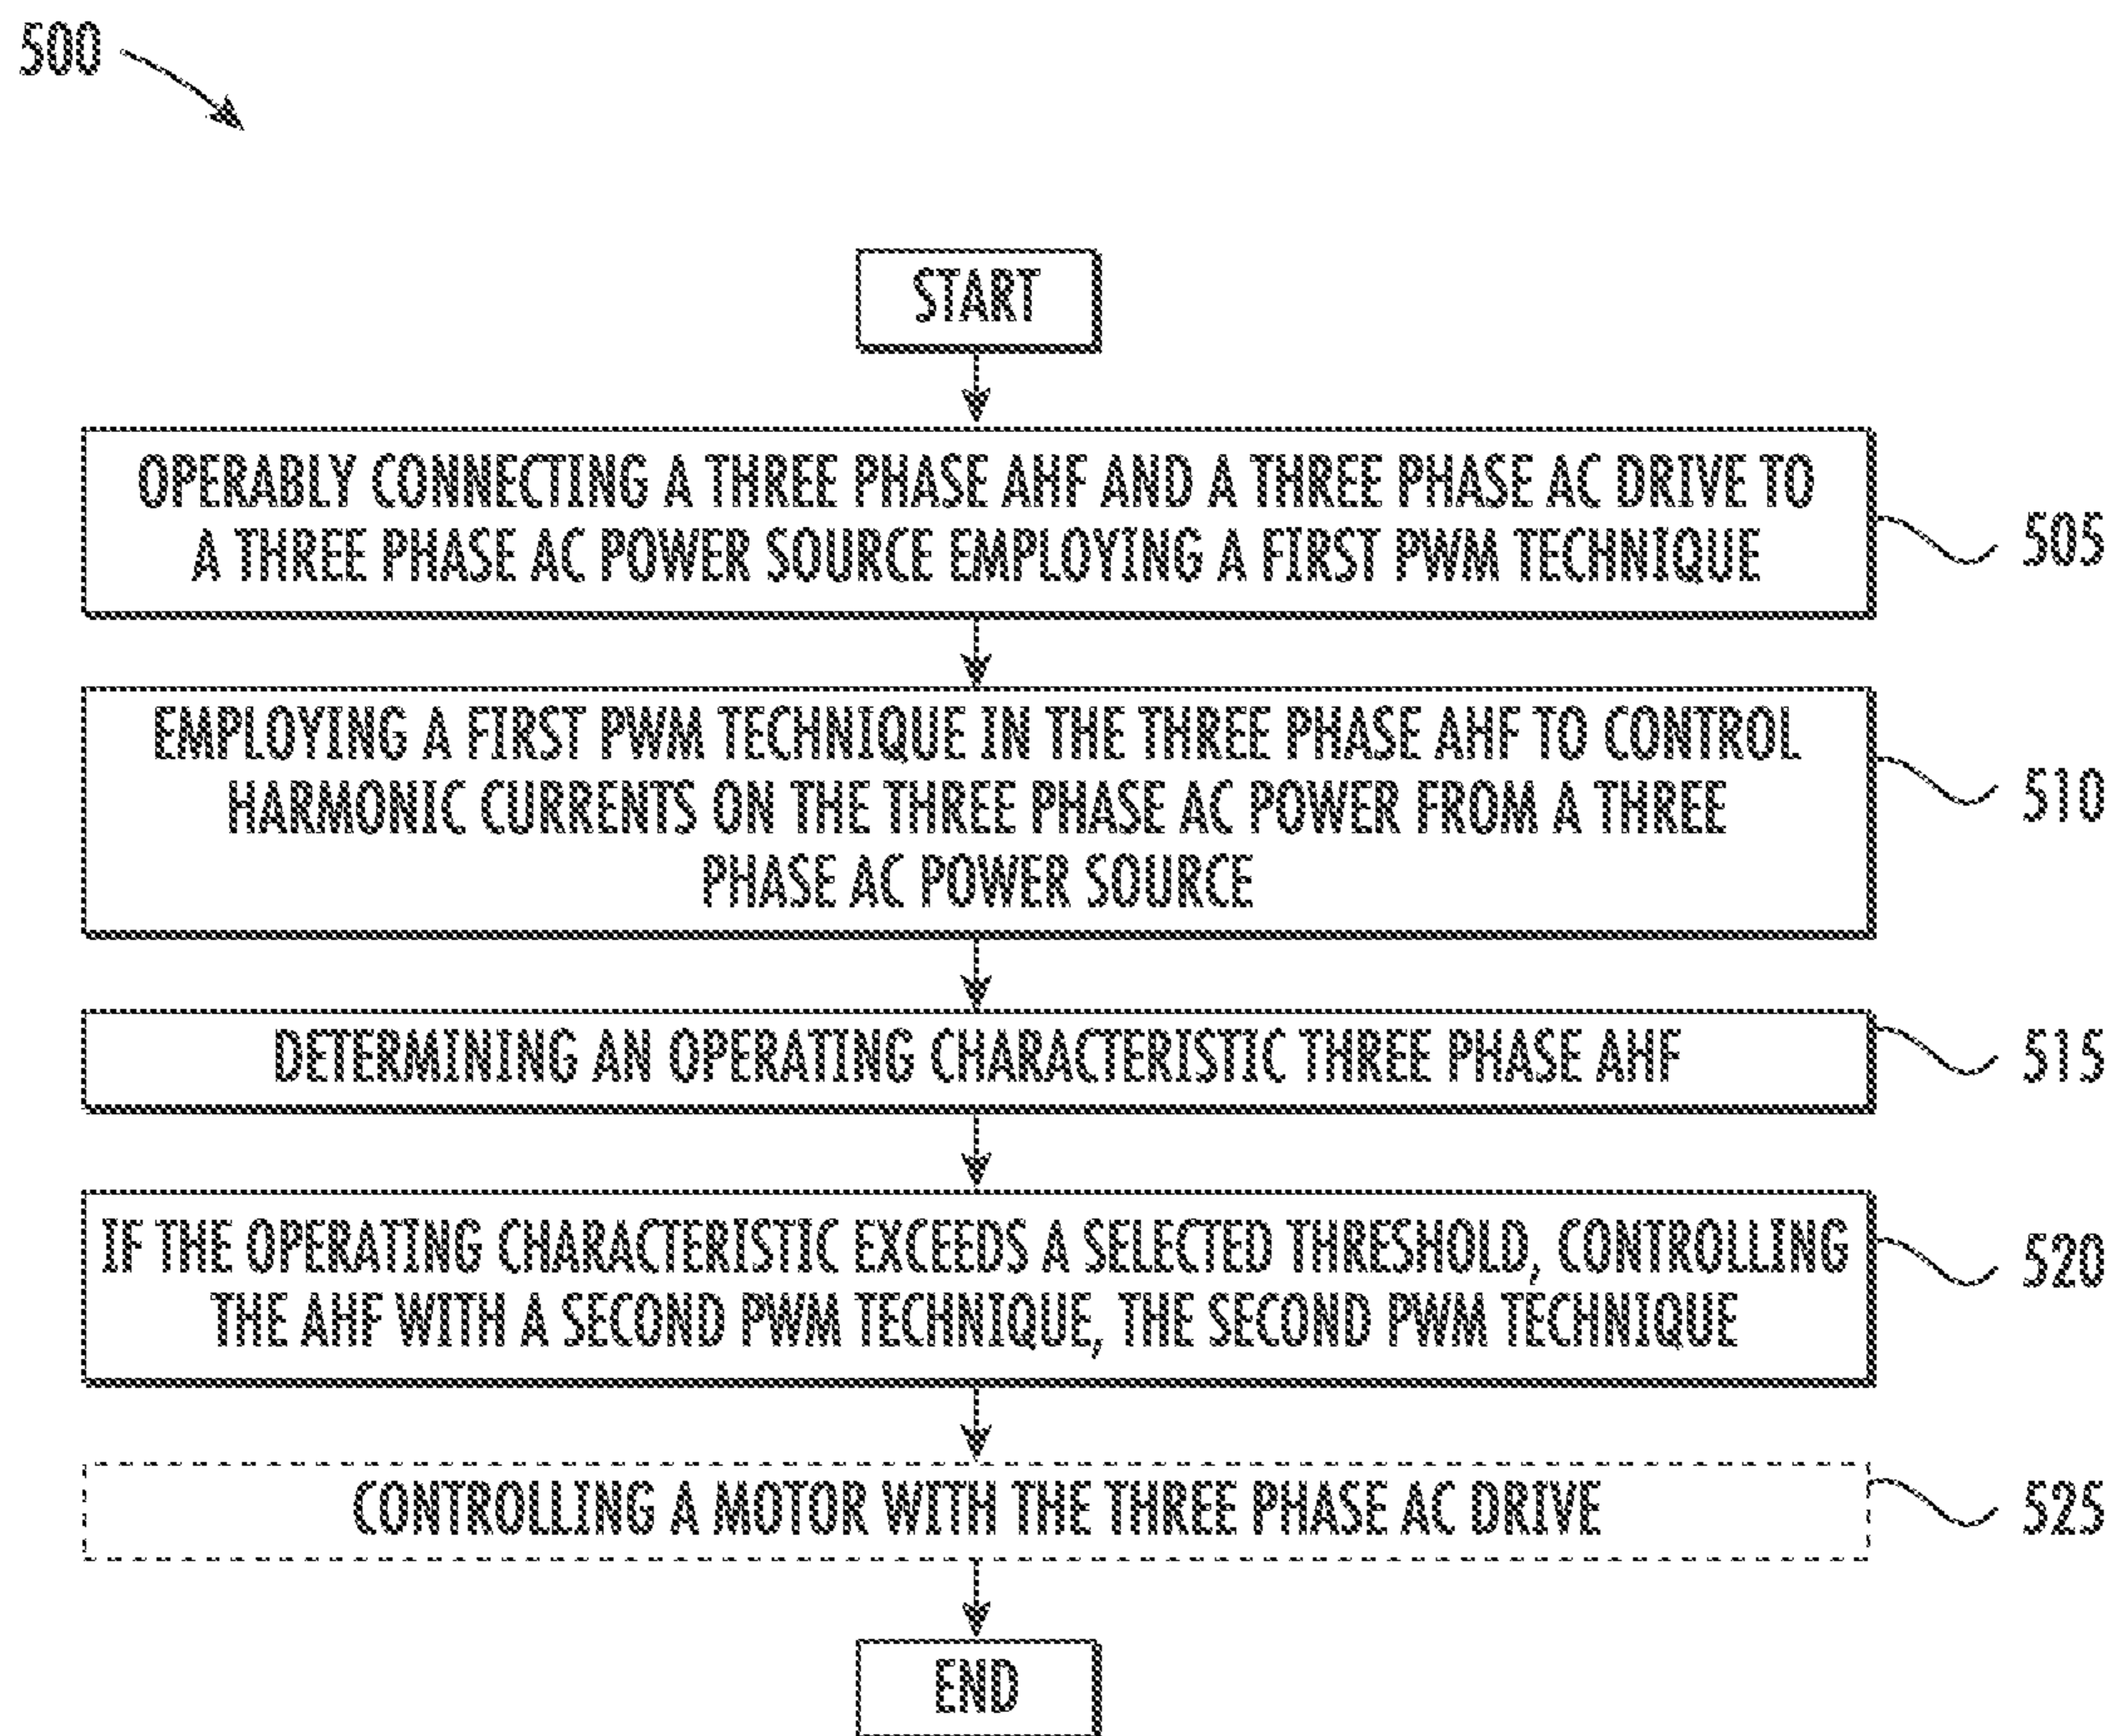 500
START
OPERABLY CONNECTING A THREE PHASE AHF AND A THREE PHASE AC DRIVE TO
A THREE PHASE AC POWER SOURCE EMPLOYING A FIRST PWM TECHNIQUE
505
EMPLOYING A FIRST PWM TECHNIQUE IN THE THREE PHASE AHF TO CONTROL
HARMONIC CURRENTS ON THE THREE PHASE AC POWER FROM A THREE
PHASE AC POWER SOURCE
510
DETERMINING AN OPERATING CHARACTERISTIC THREE PHASE AHF
515
IF THE OPERATING CHARACTERISTIC EXCEEDS A SELECTED THRESHOLD, CONTROLLING
THE AHF WITH A SECOND PWM TECHNIQUE, THE SECOND PWM TECHNIQUE
520
CONTROLLING A MOTOR WITH THE THREE PHASE AC DRIVE
525
END